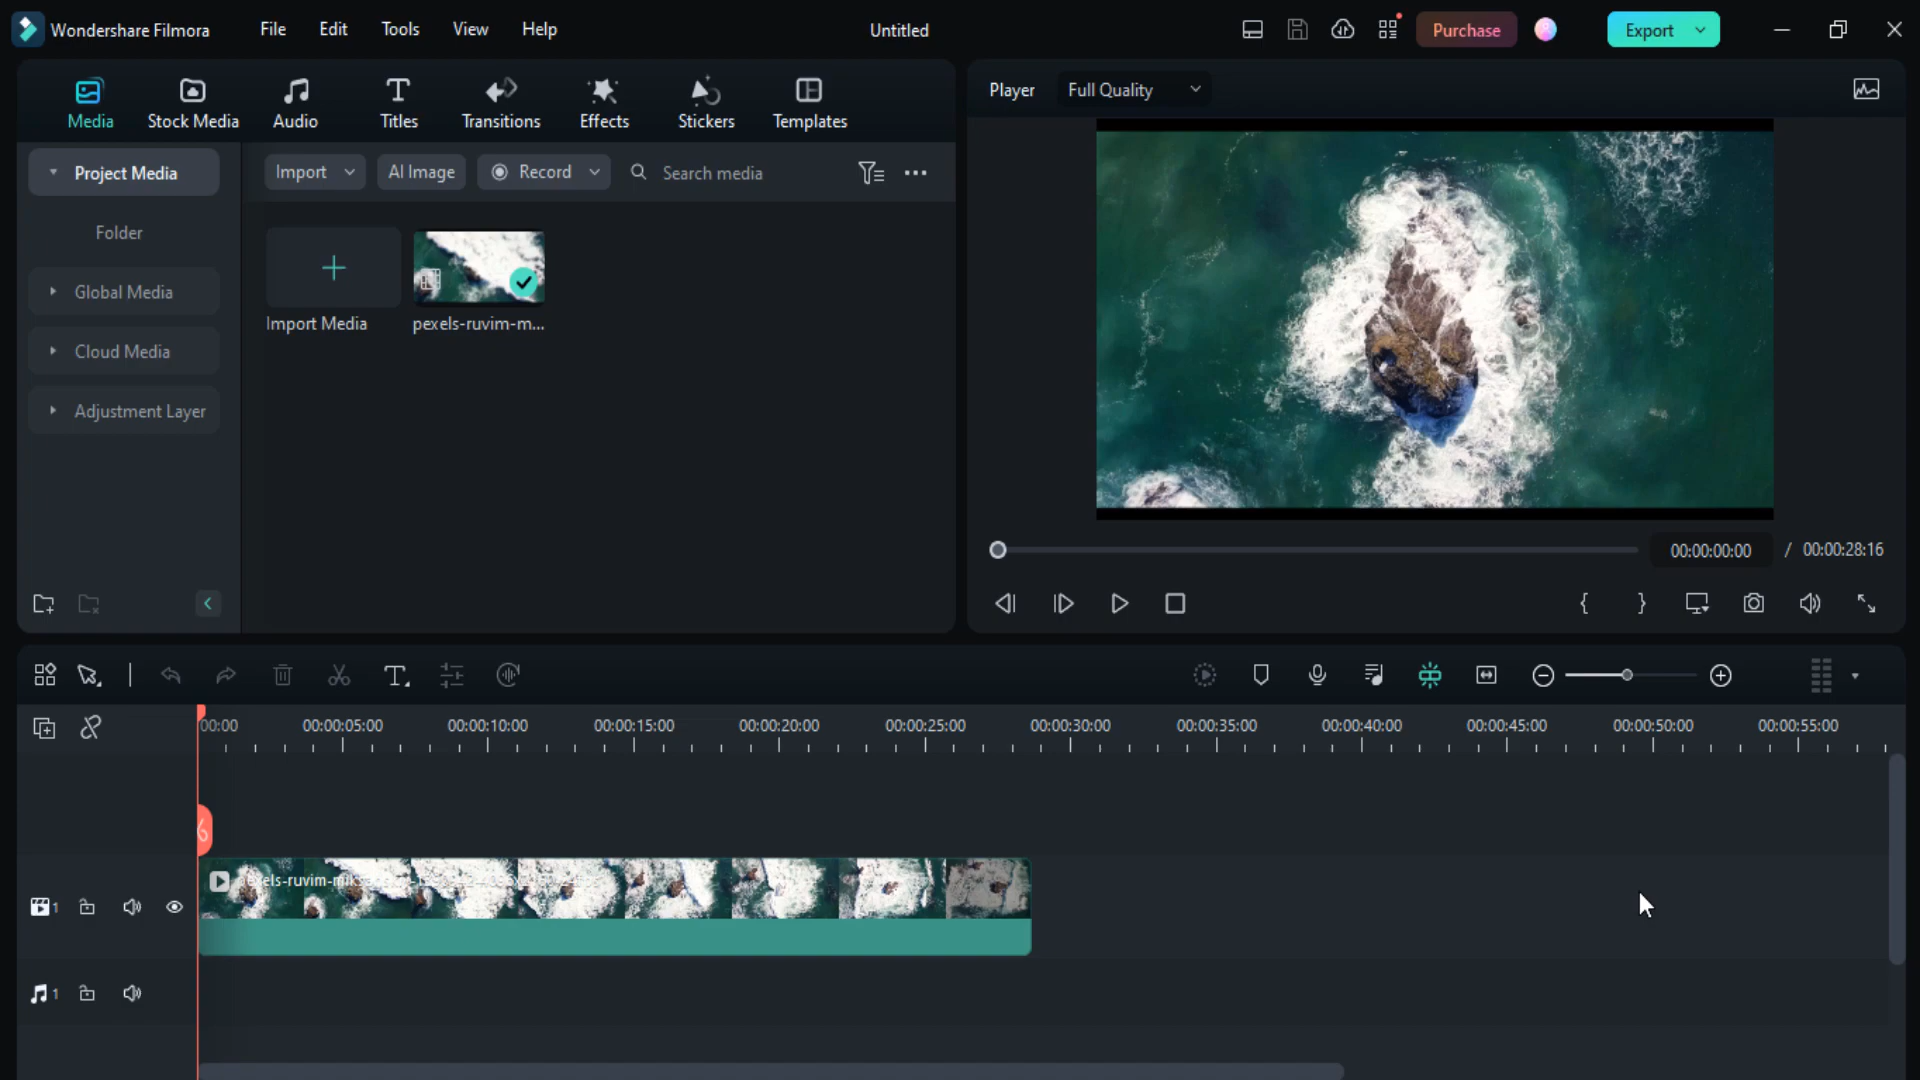 Wondershare Filmora
File
Edit
Tools
View
Help
Untitled
Purchase
Export
Media
Stock Media
Audio
Titles
Transitions
Effects
Stickers
Templates
Player
Full Quality
Project Media
Folder
Global Media
Cloud Media
Adjustment Layer
Import
AI Image
Record
Search media
Import Media
pexels-ruvim-m...
00:00:00:00
/ 00:00:28:16
{
}
00:00
00:00:05:00
00:00:10:00
00:00:15:00
00:00:20:00
00:00:25:00
00:00:30:00
00:00:35:00
00:00:40:00
00:00:45:00
00:00:50:00
00:00:55:00
1
1